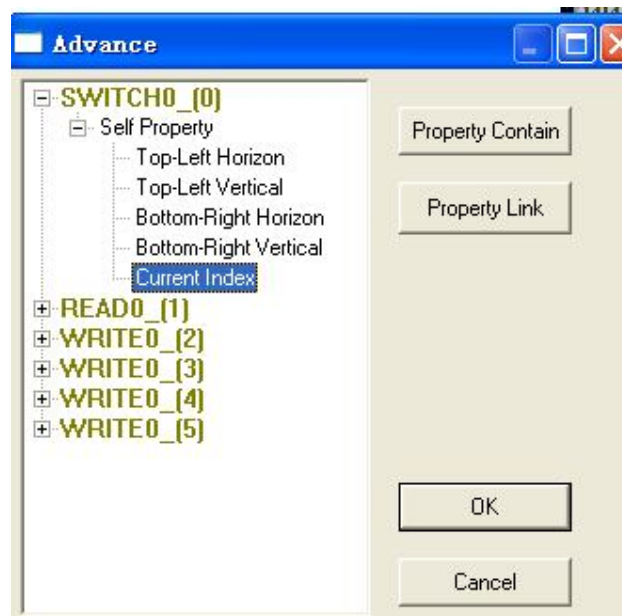 Advance
SWITCH0_(0)
Self Property
Top-Left Horizon
Top-Left Vertical
Bottom-Right Horizon
Bottom-Right Vertical
Current Index
READ0_(1)
WRITE0_(2)
WRITE0_(3)
WRITE0_(4)
WRITE0_(5)
Property Contain
Property Link
OK
Cancel